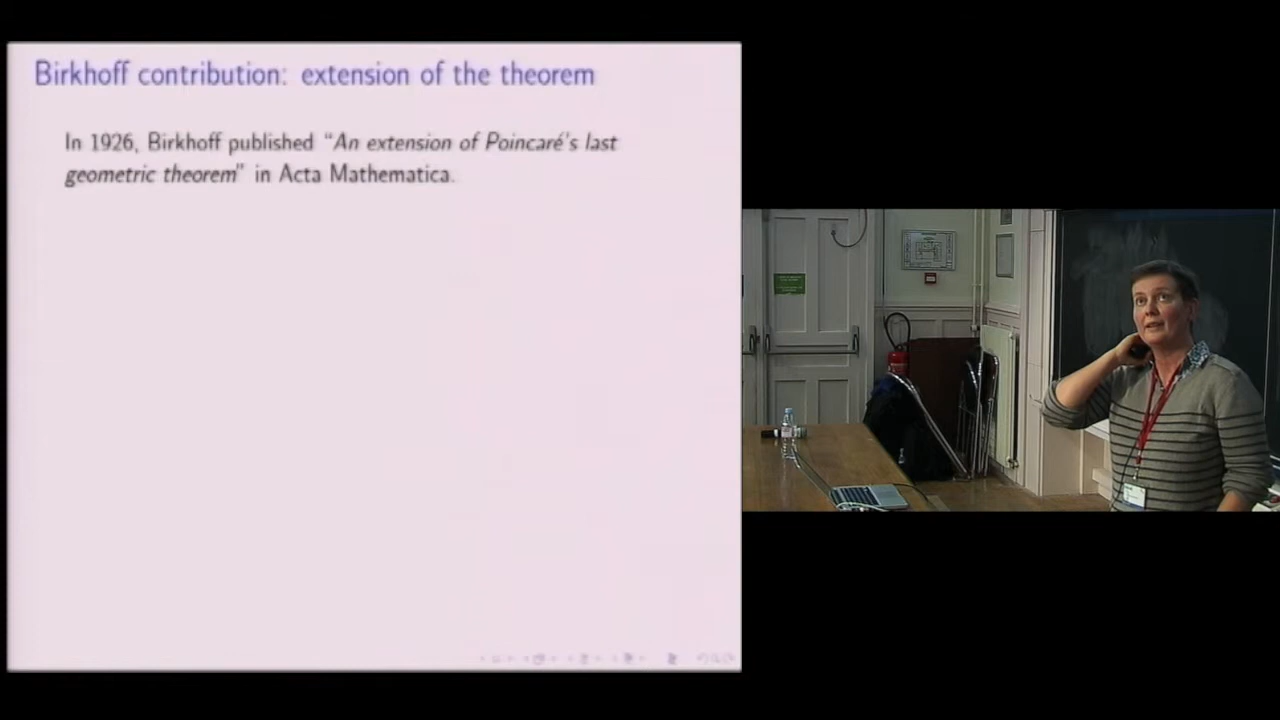 Birkhoff contribution: extension of the theorem
In 1926, Birkhoff published “An extension of Poincaré’s last
geometric theorem” in Acta Mathematica.